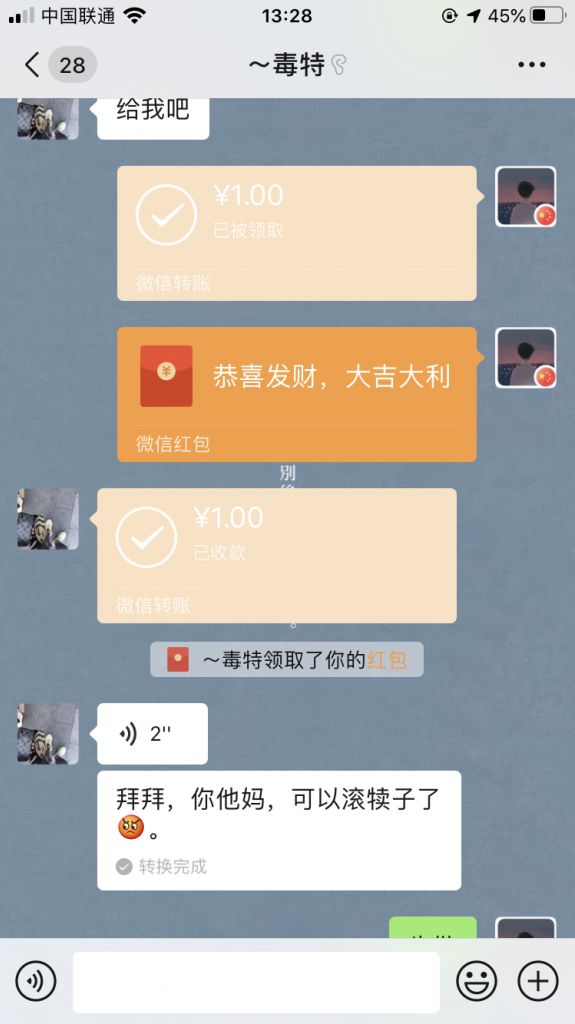 中国联通
13:28
45%
28
～毒特
给我吧
¥1.00
已被领取
微信转账
¥
恭喜发财，大吉大利
微信红包
別
¥1.00
已收款
微信转账
。
～毒特领取了你的红包
2''
拜拜，你他妈，可以滚犊子了
。
转换完成